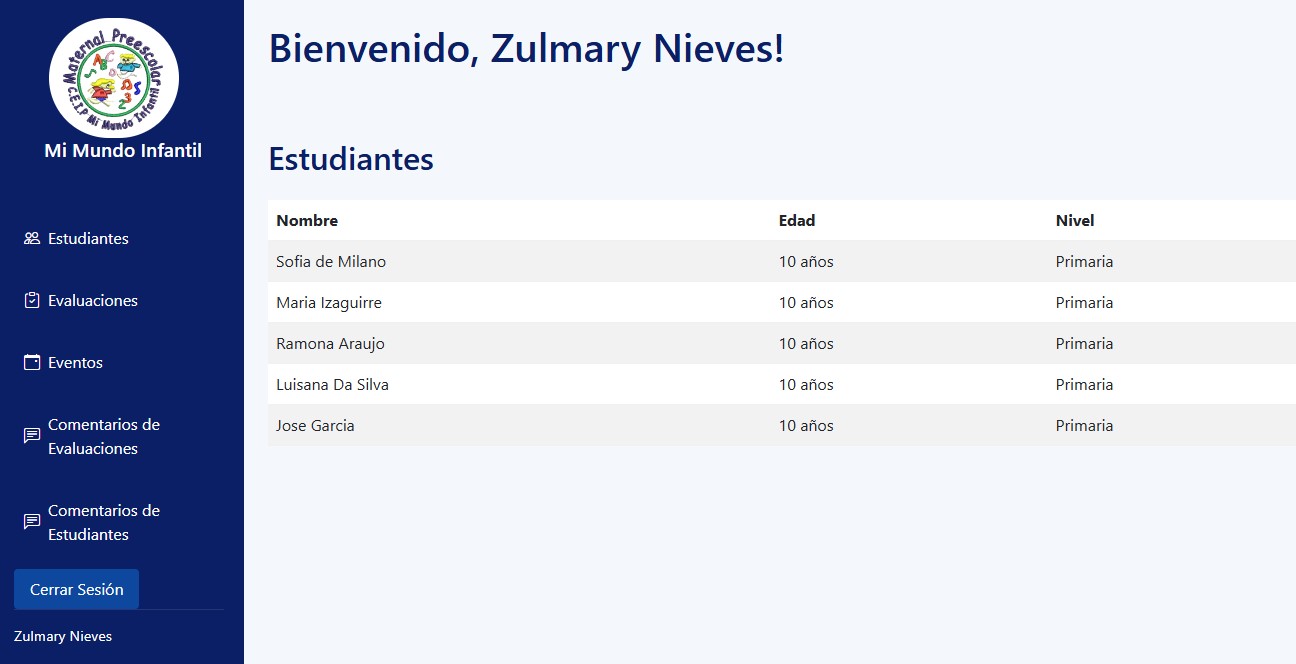 Maternal Preescolar
C.E.I.P Mi Mundo Infantil
Mi Mundo Infantil
Estudiantes
Evaluaciones
Eventos
Comentarios de
Evaluaciones
Comentarios de
Estudiantes
Cerrar Sesión
Zulmary Nieves
Bienvenido, Zulmary Nieves!
Estudiantes
Nombre Edad Nivel
Sofia de Milano 10 años Primaria
Maria Izaguirre 10 años Primaria
Ramona Araujo 10 años Primaria
Luisana Da Silva 10 años Primaria
Jose Garcia 10 años Primaria